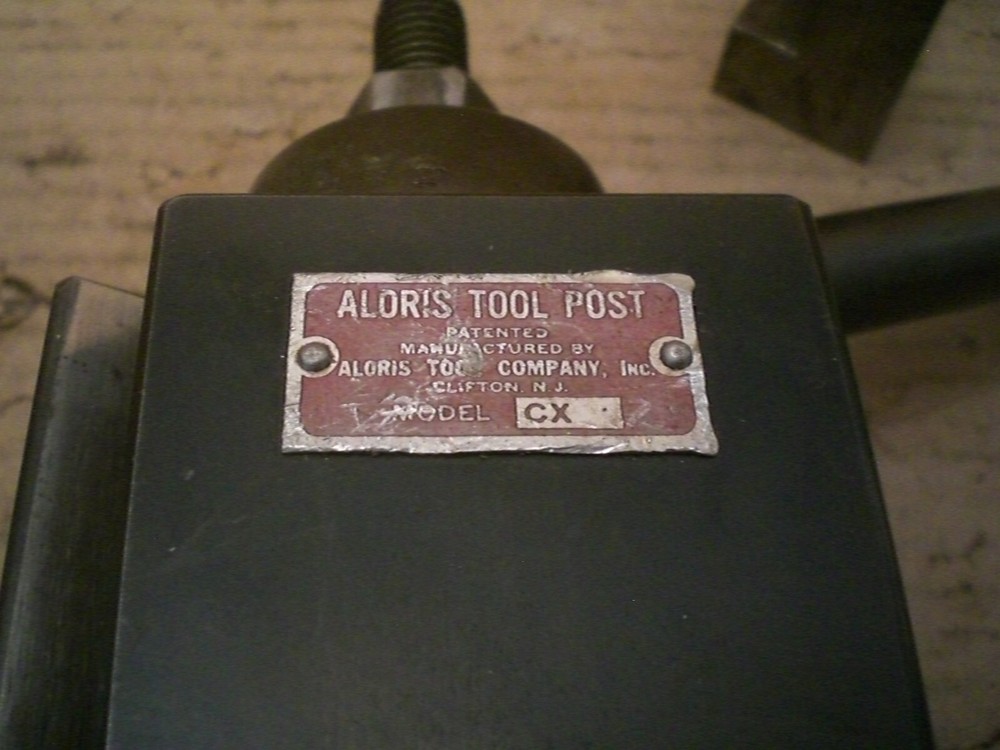 ALORIS TOOL POST
PATENTED
MANUFACTURED BY
ALORIS TOOL COMPANY, INC.
CLIFTON, N. J.
MODEL CX